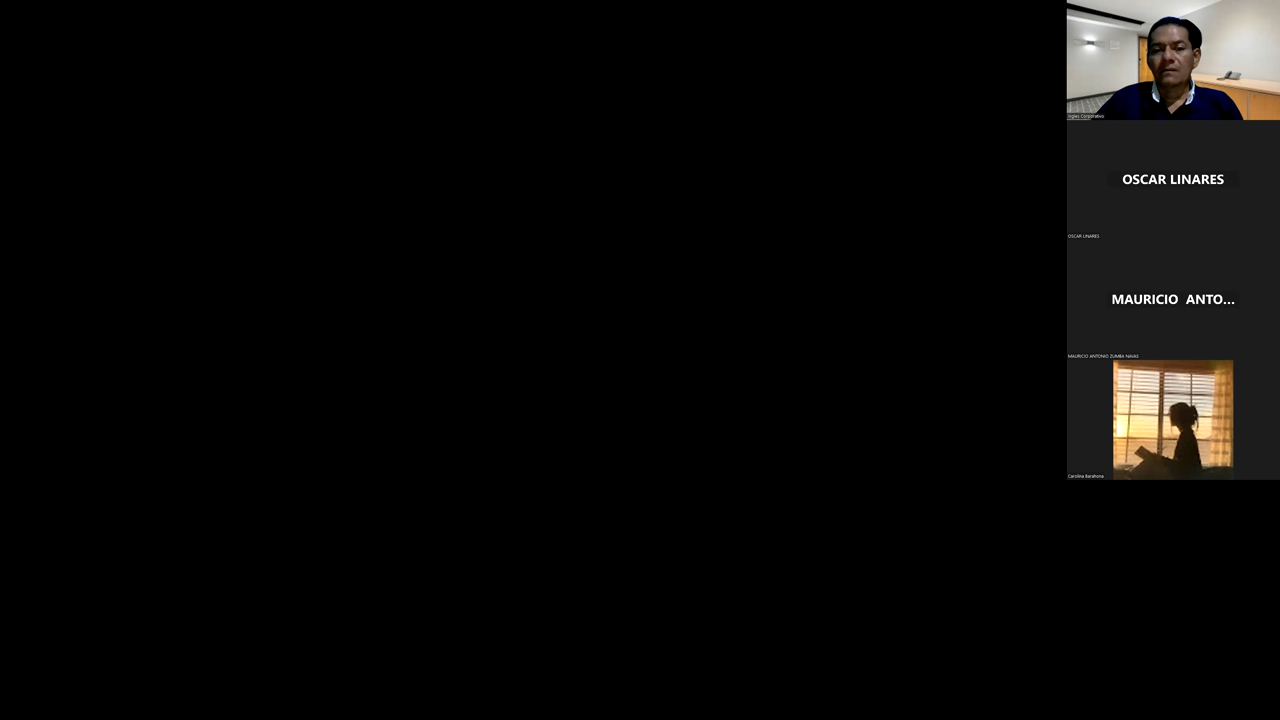 Ingles Corporativo
OSCAR LINARES
OSCAR LINARES
MAURICIO ANTO...
MAURICIO ANTONIO ZUMBA NAVAS
Carolina Barahona